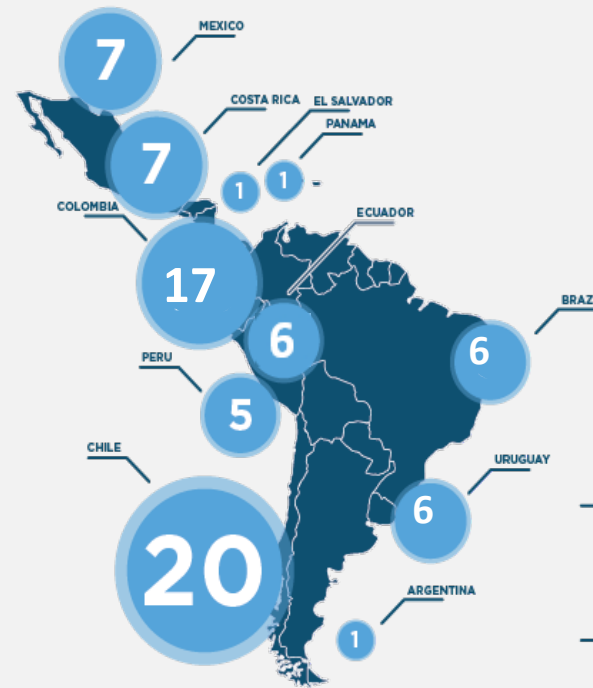 MEXICO
7
COSTA RICA
7
EL SALVADOR
1
PANAMA
1
COLOMBIA
17
ECUADOR
6
BRAZ
6
PERU
5
CHILE
20
URUGUAY
6
ARGENTINA
1